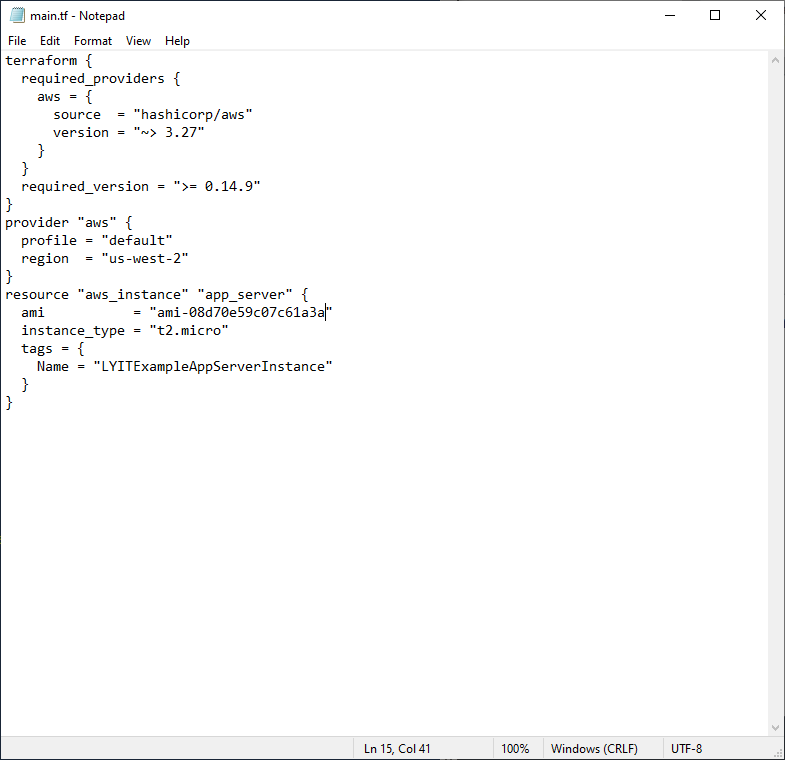 main.tf - Notepad
File Edit Format View Help
terraform {
  required_providers {
    aws = {
      source  = "hashicorp/aws"
      version = "~> 3.27"
    }
  }
  required_version = ">= 0.14.9"
}
provider "aws" {
  profile = "default"
  region  = "us-west-2"
}
resource "aws_instance" "app_server" {
  ami           = "ami-08d70e59c07c61a3a"
  instance_type = "t2.micro"
  tags = {
    Name = "LYITExampleAppServerInstance"
  }
}
Ln 15, Col 41 100% Windows (CRLF) UTF-8